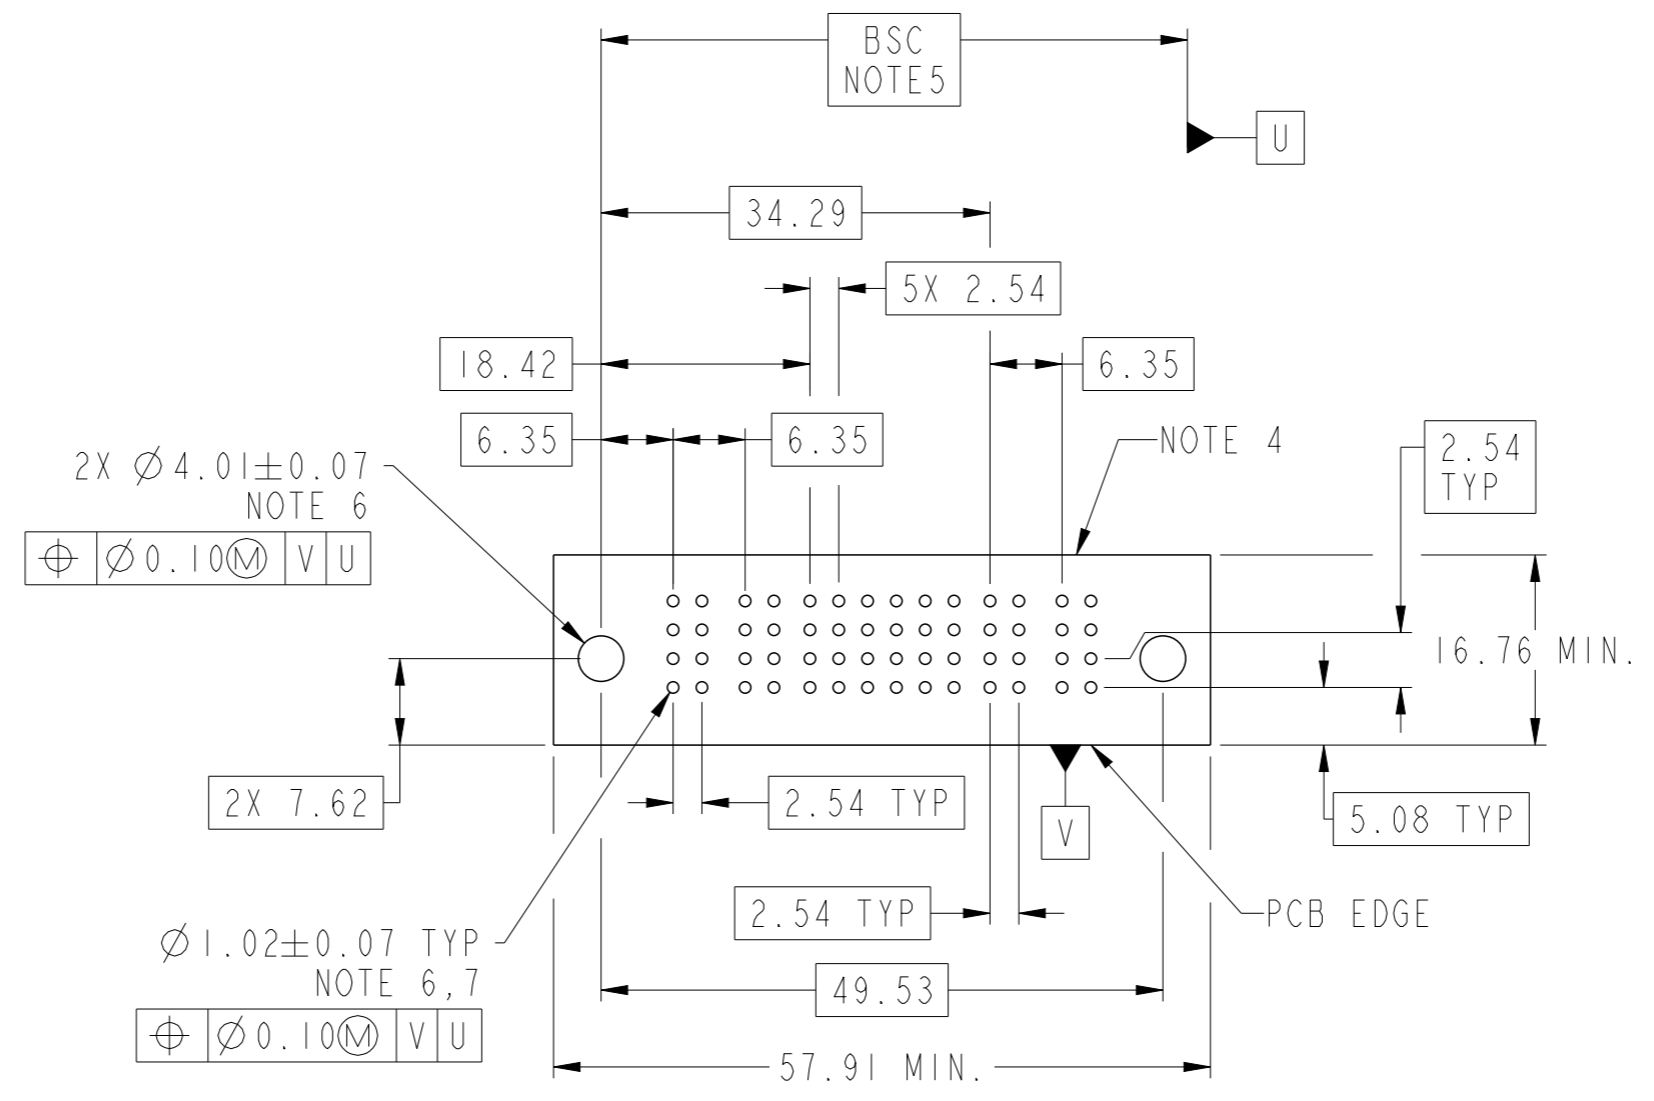 BSC
NOTE5
U
34.29
5X 2.54
18.42
6.35
6.35
6.35
NOTE 4
2.54
TYP
2X Ø4.01±0.07
NOTE 6
⌖ Ø0.10Ⓜ V U
16.76 MIN.
2X 7.62
2.54 TYP
V
5.08 TYP
2.54 TYP
PCB EDGE
Ø1.02±0.07 TYP
NOTE 6,7
⌖ Ø0.10Ⓜ V U
49.53
57.91 MIN.